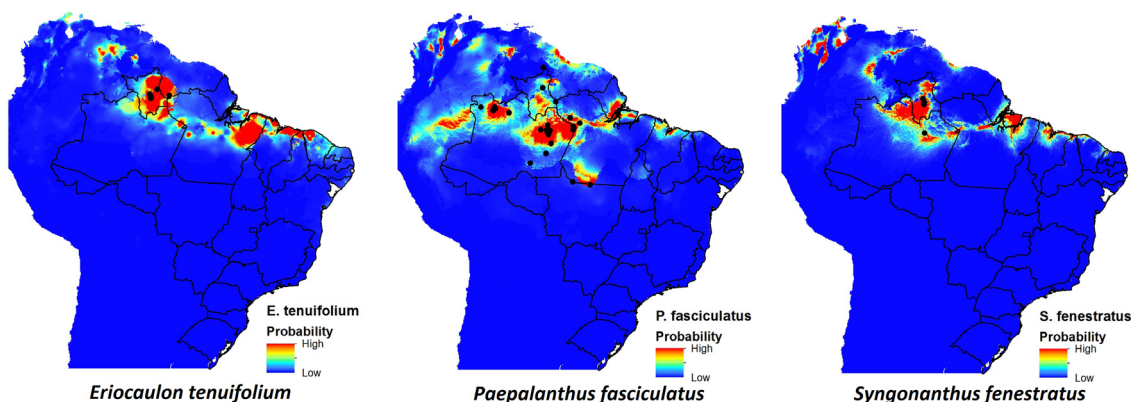 E. tenuifolium
Probability
High
Low
Eriocaulon tenuifolium
P. fasciculatus
Probability
High
Low
Paepalanthus fasciculatus
S. fenestratus
Probability
High
Low
Syngonanthus fenestratus